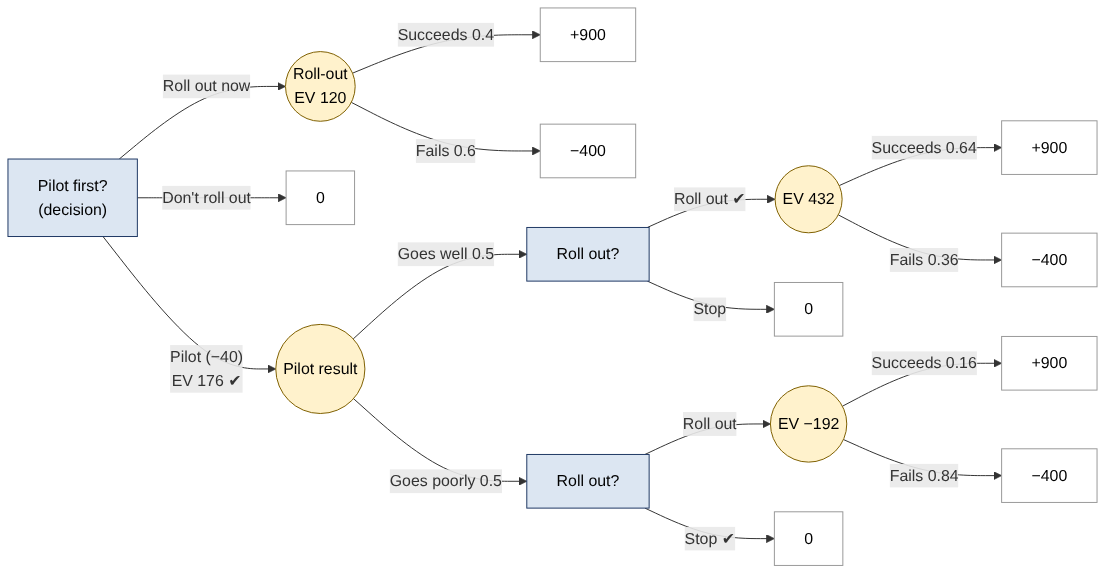 Pilot first?
(decision)
Roll out now
Roll-out
EV 120
Succeeds 0.4
+900
Fails 0.6
−400
Don't roll out
0
Pilot (−40)
EV 176 ✔
Pilot result
Goes well 0.5
Roll out?
Roll out ✔
EV 432
Succeeds 0.64
+900
Fails 0.36
−400
Stop
0
Goes poorly 0.5
Roll out?
Roll out
EV −192
Succeeds 0.16
+900
Fails 0.84
−400
Stop ✔
0